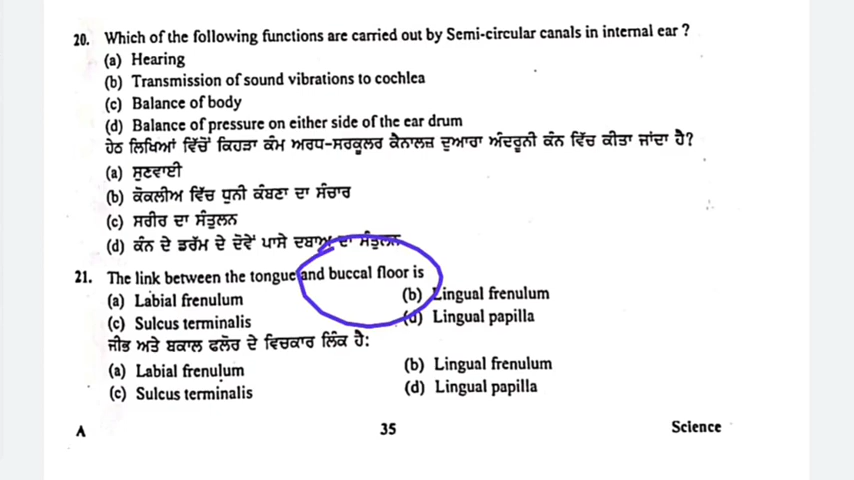 20. Which of the following functions are carried out by Semi-circular canals in internal ear ?
(a) Hearing
(b) Transmission of sound vibrations to cochlea
(c) Balance of body
(d) Balance of pressure on either side of the ear drum
ਹੇਠ ਲਿਖਿਆਂ ਵਿੱਚੋਂ ਕਿਹੜਾ ਕੰਮ ਅਰਧ-ਸਰਕੂਲਰ ਕੈਨਾਲਜ਼ ਦੁਆਰਾ ਅੰਦਰੂਨੀ ਕੰਨ ਵਿੱਚ ਕੀਤਾ ਜਾਂਦਾ ਹੈ?
(a) ਸੁਣਵਾਈ
(b) ਕੋਕਲੀਅ ਵਿੱਚ ਧੁਨੀ ਕੰਬਣਾ ਦਾ ਸੰਚਾਰ
(c) ਸਰੀਰ ਦਾ ਸੰਤੁਲਨ
(d) ਕੰਨ ਦੇ ਡਰੱਮ ਦੇ ਦੋਵੇਂ ਪਾਸੇ ਦਬਾਅ ਦਾ ਸੰਤੁਲਨ
21. The link between the tongue and buccal floor is
(a) Labial frenulum (b) Lingual frenulum
(c) Sulcus terminalis (d) Lingual papilla
ਜੀਭ ਅਤੇ ਬਕਾਲ ਫਲੋਰ ਦੇ ਵਿਚਕਾਰ ਲਿੰਕ ਹੈ:
(a) Labial frenulum (b) Lingual frenulum
(c) Sulcus terminalis (d) Lingual papilla
A 35 Science